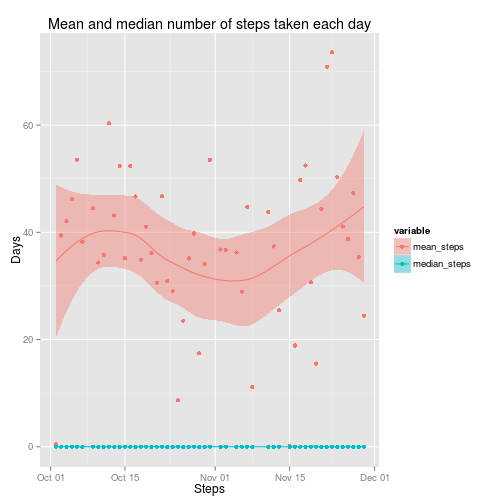 Mean and median number of steps taken each day
60
40
20
0
Days
Oct 01
Oct 15
Nov 01
Nov 15
Dec 01
Steps
variable
mean_steps
median_steps